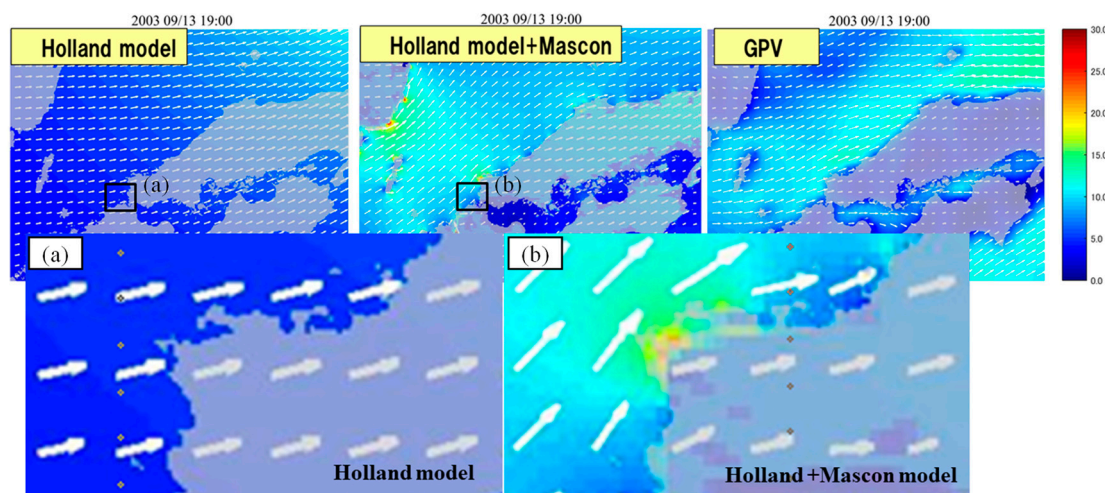 2003 09/13 19:00
2003 09/13 19:00
2003 09/13 19:00
Holland model
Holland model+Mascon
GPV
30.0
25.0
20.0
15.0
10.0
5.0
0.0
(a)
(b)
(a)
(b)
Holland model
Holland +Mascon model